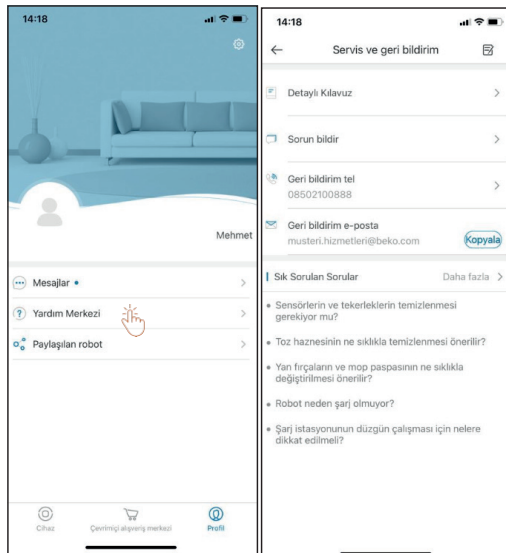 14:18
Mehmet
Mesajlar
Yardım Merkezi
Paylaşılan robot
Cihaz
Çevrimiçi alışveriş merkezi
Profil
14:18
Servis ve geri bildirim
Detaylı Kılavuz
Sorun bildir
Geri bildirim tel
08502100888
Geri bildirim e-posta
musteri.hizmetleri@beko.com
Kopyala
Sık Sorulan Sorular
Daha fazla
Sensörlerin ve tekerleklerin temizlenmesi
gerekiyor mu?
Toz haznesinin ne sıklıkla temizlenmesi önerilir?
Yan fırçaların ve mop paspasının ne sıklıkla
değiştirilmesi önerilir?
Robot neden şarj olmuyor?
Şarj istasyonunun düzgün çalışması için nelere
dikkat edilmeli?